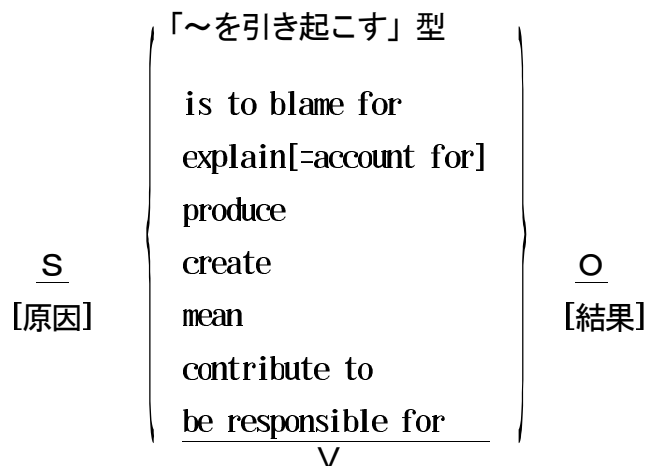 「～を引き起こす」型
is to blame for
explain[=account for]
produce
S
create
O
[原因]
mean
[結果]
contribute to
be responsible for
V